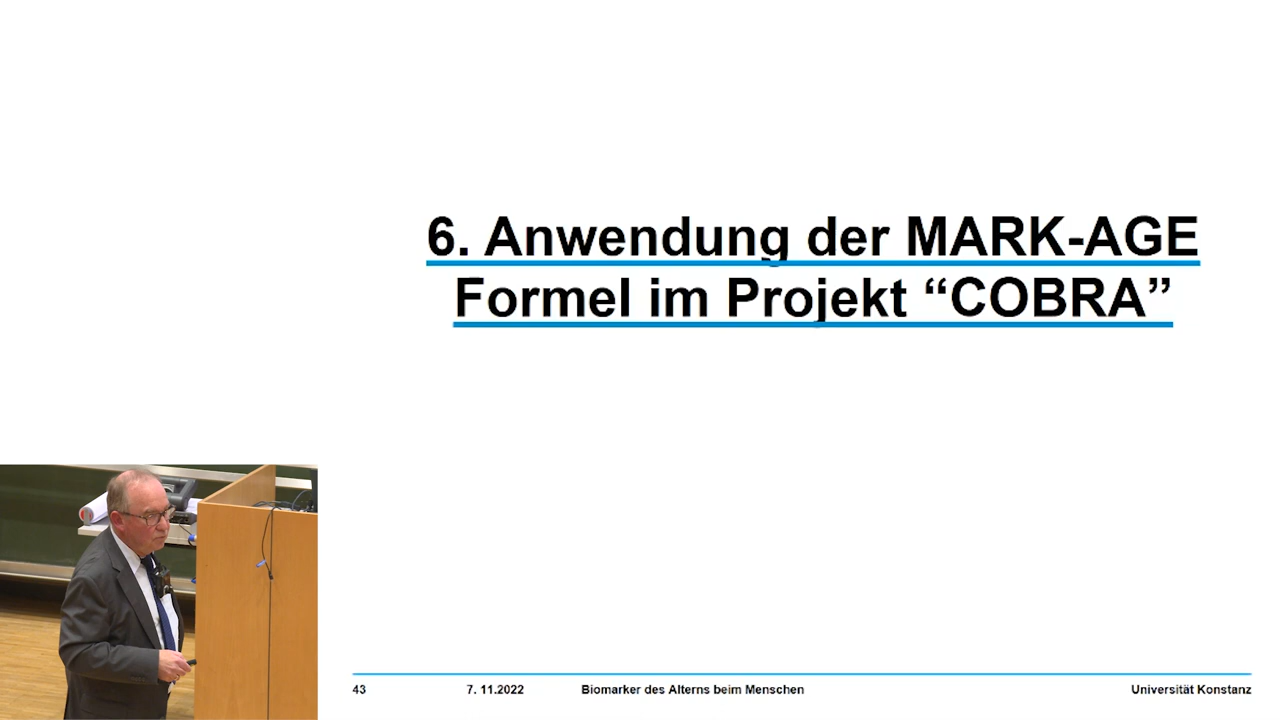 6. Anwendung der MARK-AGE
Formel im Projekt “COBRA”
43 7. 11.2022 Biomarker des Alterns beim Menschen Universität Konstanz